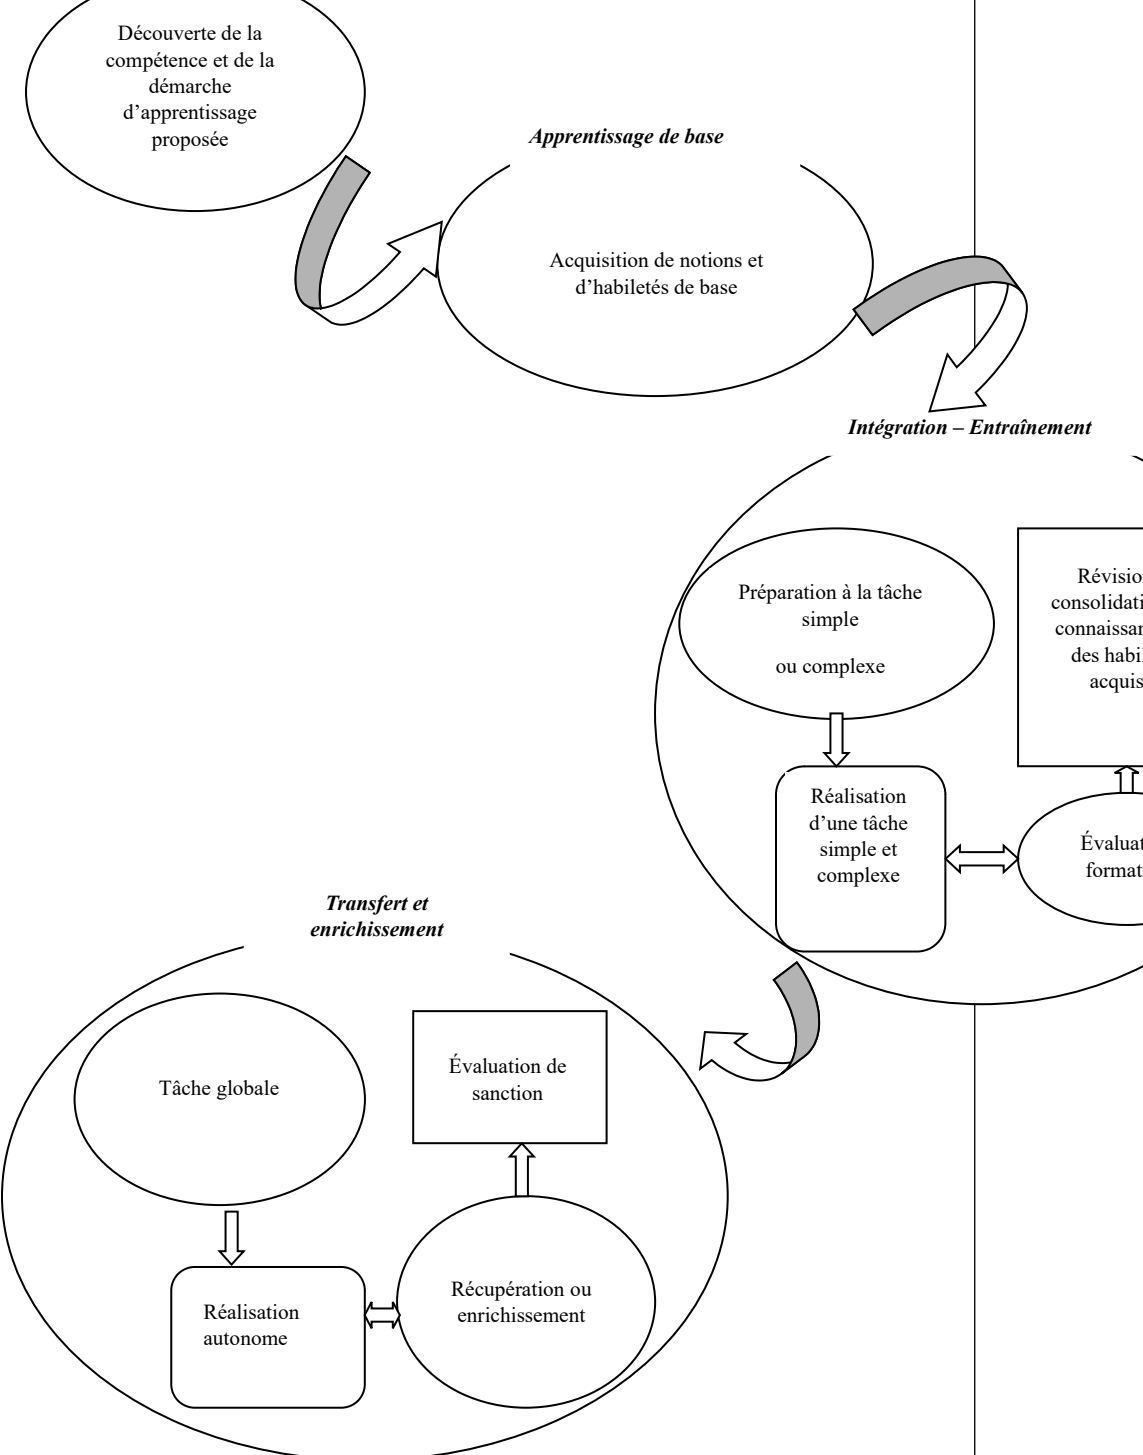 Découverte de la
compétence et de la
démarche
d’apprentissage
proposée
Apprentissage de base
Acquisition de notions et
d’habiletés de base
Intégration – Entraînement
Préparation à la tâche
simple
ou complexe
des
Réalisation
d’une tâche
simple et
complexe
Transfert et
enrichissement
Tâche globale
Évaluation de
sanction
Réalisation
autonome
Récupération ou
enrichissement